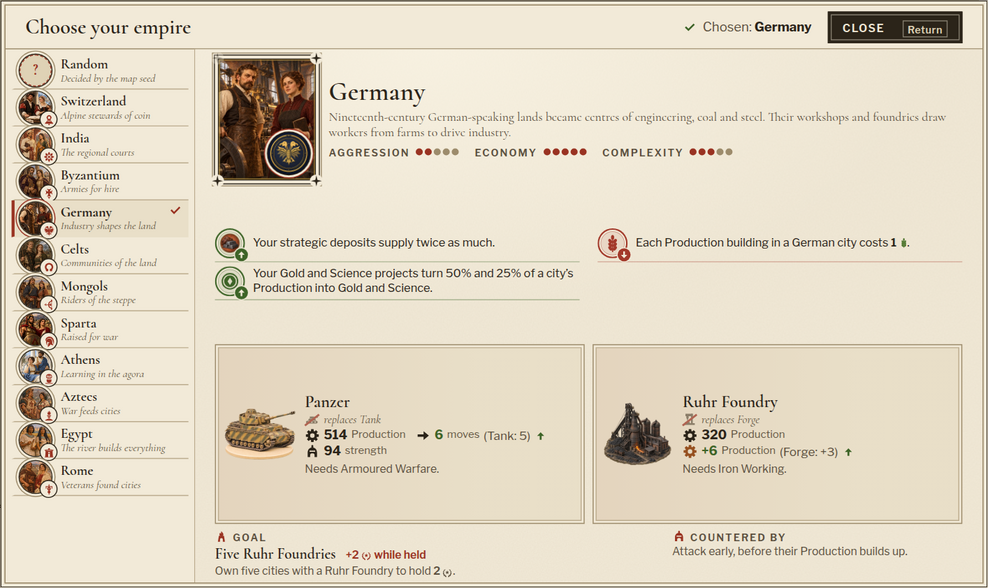 Choose your empire
✓ Chosen: Germany
CLOSE Return
?
Random
Decided by the map seed
Switzerland
Alpine stewards of coin
India
The regional courts
Byzantium
Armies for hire
Germany
Industry shapes the land
Celts
Communities of the land
Mongols
Riders of the steppe
Sparta
Raised for war
Athens
Learning in the agora
Aztecs
War feeds cities
Egypt
The river builds everything
Rome
Veterans found cities
Germany
Nineteenth-century German-speaking lands became centres of engineering, coal and steel. Their workshops and foundries draw
workers from farms to drive industry.
AGGRESSION ECONOMY COMPLEXITY
Your strategic deposits supply twice as much.
Each Production building in a German city costs 1 .
Your Gold and Science projects turn 50% and 25% of a city's
Production into Gold and Science.
Panzer
replaces Tank
514 Production → 6 moves (Tank: 5)
94 strength
Needs Armoured Warfare.
Ruhr Foundry
replaces Forge
320 Production
+6 Production (Forge: +3)
Needs Iron Working.
GOAL
Five Ruhr Foundries +2 while held
Own five cities with a Ruhr Foundry to hold 2 .
COUNTERED BY
Attack early, before their Production builds up.